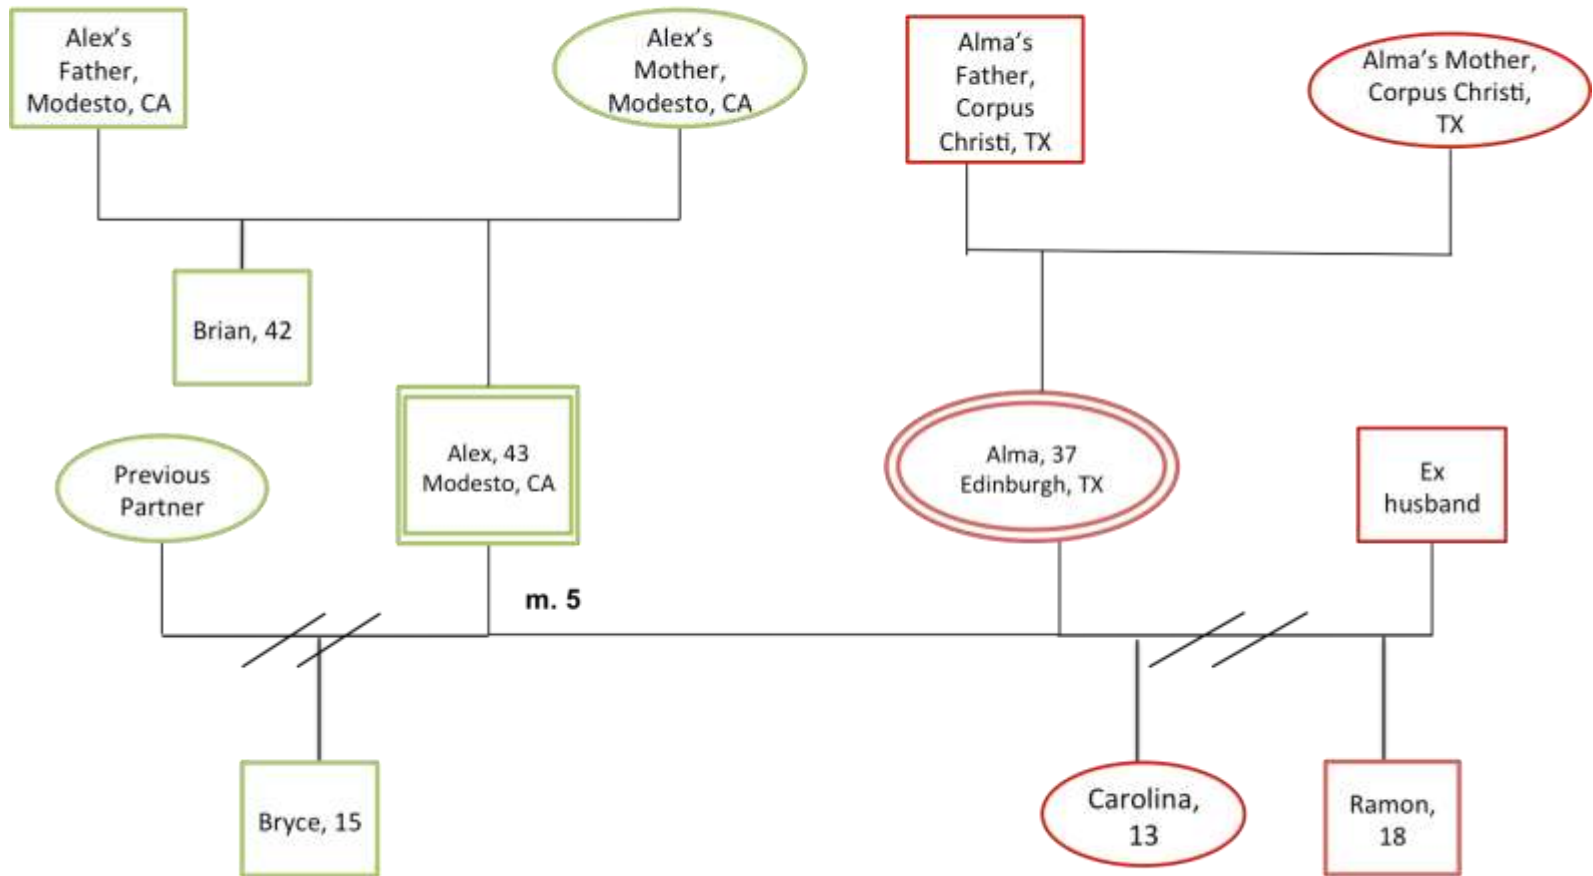 Alex's
Father,
Modesto, CA
Alex's
Mother,
Modesto, CA
Alma's
Father,
Corpus
Christi, TX
Alma's Mother,
Corpus Christi,
TX
Brian, 42
Previous
Partner
Alex, 43
Modesto, CA
Alma, 37
Edinburgh, TX
Ex
husband
m. 5
Bryce, 15
Carolina,
13
Ramon,
18